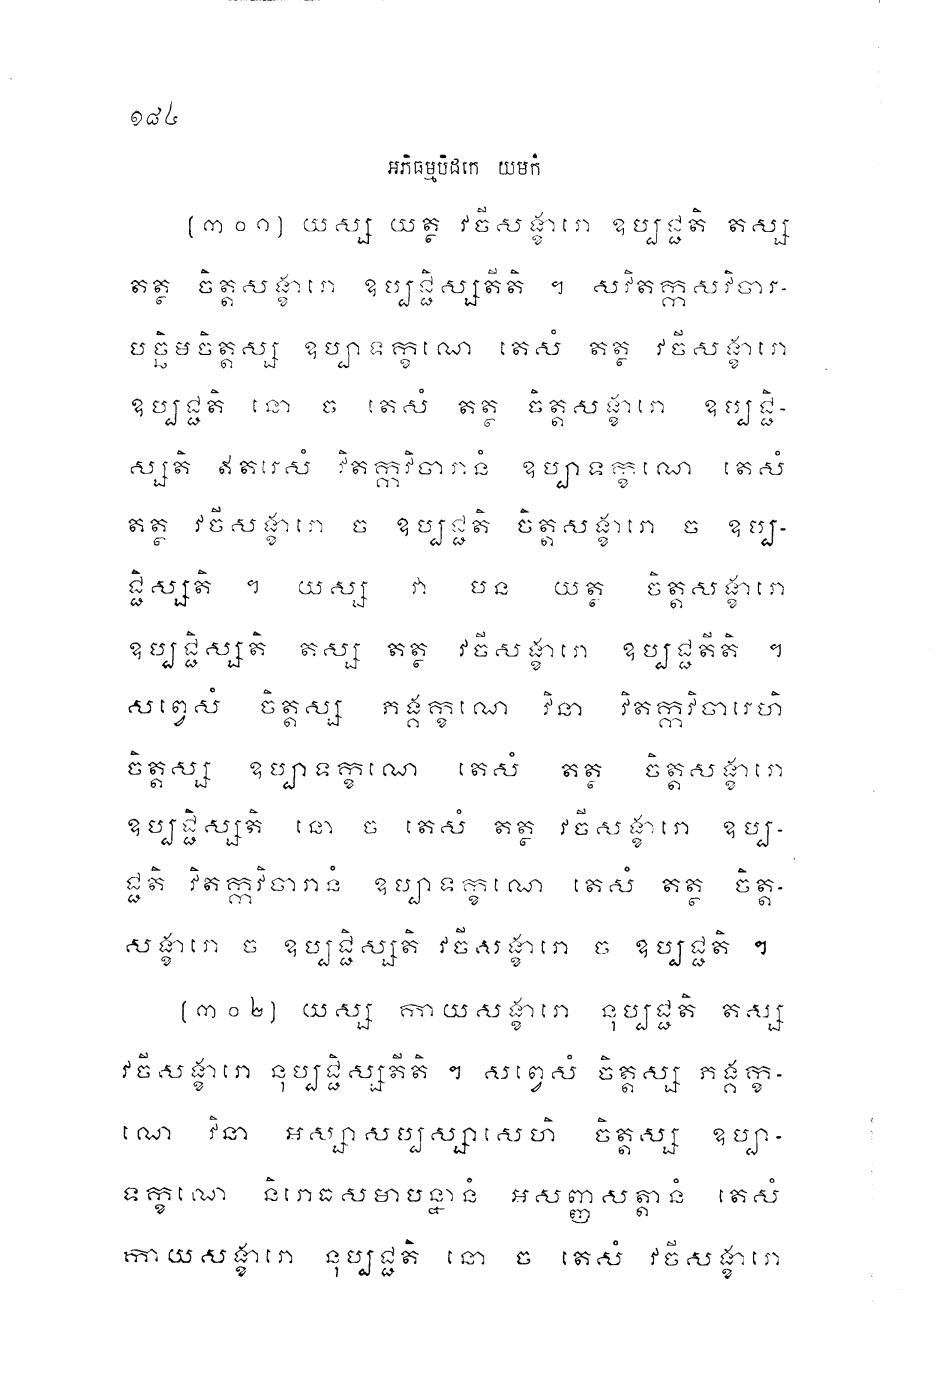 ១៨៤
អភិធម្មបិដកេ យមកំ
(៣០១) យស្ស យត្ថ វចីសង្ខារោ ឧប្បជ្ជតិ តស្ស
តត្ថ ចិត្តសង្ខារោ ឧប្បជ្ជិស្សតីតិ ។ សវិតក្កសវិចារ-
បច្ឆិមចិត្តស្ស ឧប្បាទក្ខណេ តេសំ តត្ថ វចីសង្ខារោ
ឧប្បជ្ជតិ នោ ច តេសំ តត្ថ ចិត្តសង្ខារោ ឧប្បជ្ជិ-
ស្សតិ ឥតរេសំ វិតក្កវិចារានំ ឧប្បាទក្ខណេ តេសំ
តត្ថ វចីសង្ខារោ ច ឧប្បជ្ជតិ ចិត្តសង្ខារោ ច ឧប្ប-
ជ្ជិស្សតិ ។ យស្ស វា បន យត្ថ ចិត្តសង្ខារោ
ឧប្បជ្ជិស្សតិ តស្ស តត្ថ វចីសង្ខារោ ឧប្បជ្ជតីតិ ។
សព្វេសំ ចិត្តស្ស ភង្គក្ខណេ វិនា វិតក្កវិចារេហិ
ចិត្តស្ស ឧប្បាទក្ខណេ តេសំ តត្ថ ចិត្តសង្ខារោ
ឧប្បជ្ជិស្សតិ នោ ច តេសំ តត្ថ វចីសង្ខារោ ឧប្ប-
ជ្ជតិ វិតក្កវិចារានំ ឧប្បាទក្ខណេ តេសំ តត្ថ ចិត្ត-
សង្ខារោ ច ឧប្បជ្ជិស្សតិ វចីសង្ខារោ ច ឧប្បជ្ជតិ ។
(៣០២) យស្ស កាយសង្ខារោ នុប្បជ្ជតិ តស្ស
វចីសង្ខារោ នុប្បជ្ជិស្សតីតិ ។ សព្វេសំ ចិត្តស្ស ភង្គក្ខ-
ណេ វិនា អស្សាសប្បស្សាសេហិ ចិត្តស្ស ឧប្បា-
ទក្ខណេ និរោធសមាបន្នានំ អសញ្ញសត្តានំ តេសំ
កាយសង្ខារោ នុប្បជ្ជតិ នោ ច តេសំ វចីសង្ខារោ